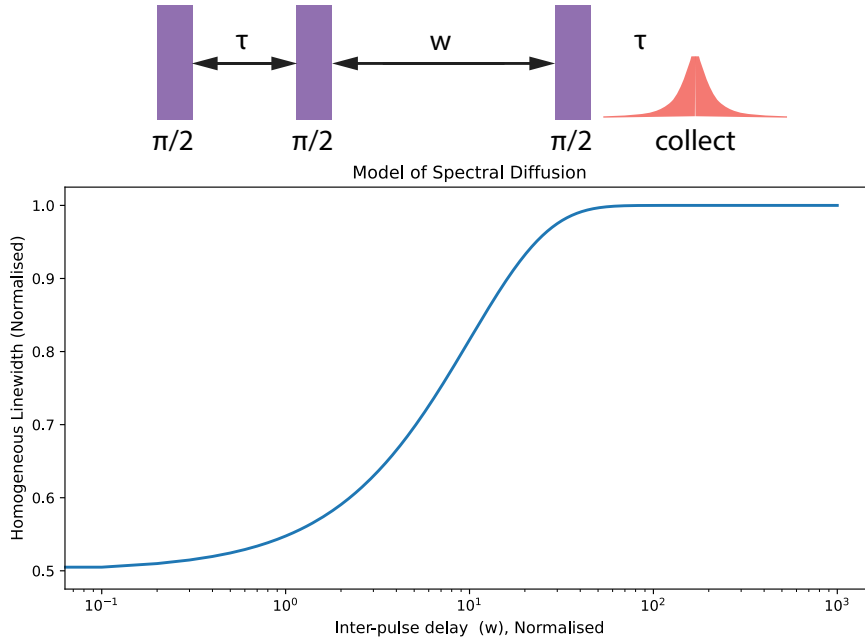 τ w τ
π/2 π/2 π/2 collect
Model of Spectral Diffusion
Homogeneous Linewidth (Normalised)
1.0
0.9
0.8
0.7
0.6
0.5
10⁻¹ 10⁰ 10¹ 10² 10³
Inter-pulse delay (w), Normalised